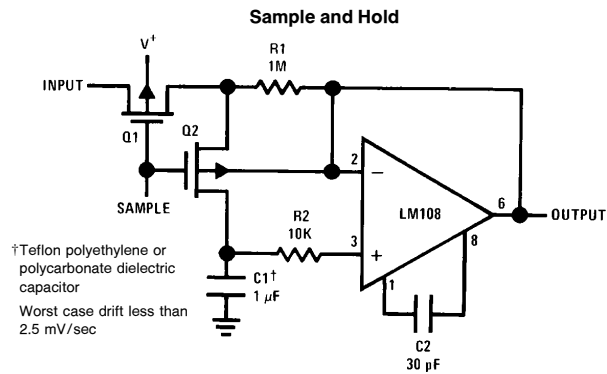 Sample and Hold
V+
R1
1M
INPUT
Q1
Q2
SAMPLE
2
−
LM108
6
OUTPUT
R2
10K
3
+
8
1
†Teflon polyethylene or
polycarbonate dielectric
capacitor
Worst case drift less than
2.5 mV/sec
C1†
1 μF
C2
30 pF